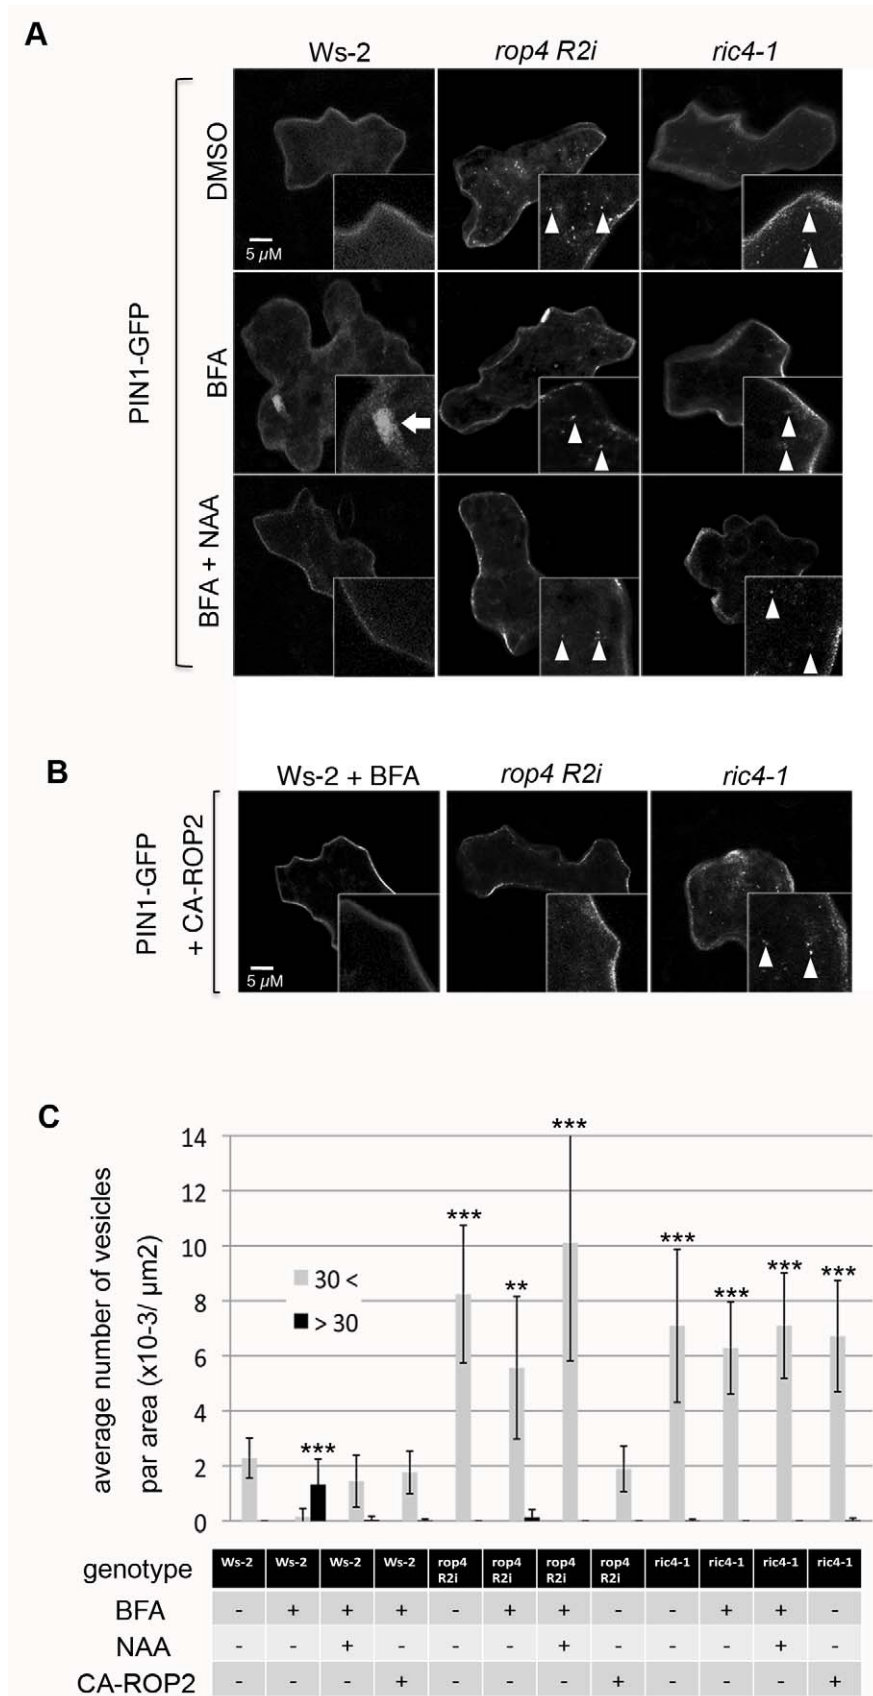 A
Ws-2 rop4 R2i ric4-1
PIN1-GFP
DMSO
5 µM
BFA
BFA + NAA
B
Ws-2 + BFA rop4 R2i ric4-1
PIN1-GFP
+ CA-ROP2
5 µM
C
average number of vesicles
par area (x10-3/ µm2)
14
12
10
8
6
4
2
0
30 <
> 30
*** *** ** *** *** *** *** ***
genotype Ws-2 Ws-2 Ws-2 Ws-2 rop4 R2i rop4 R2i rop4 R2i rop4 R2i ric4-1 ric4-1 ric4-1 ric4-1
BFA - + + + - + + - - + + -
NAA - - + - - - + - - - + -
CA-ROP2 - - - + - - - + - - - +